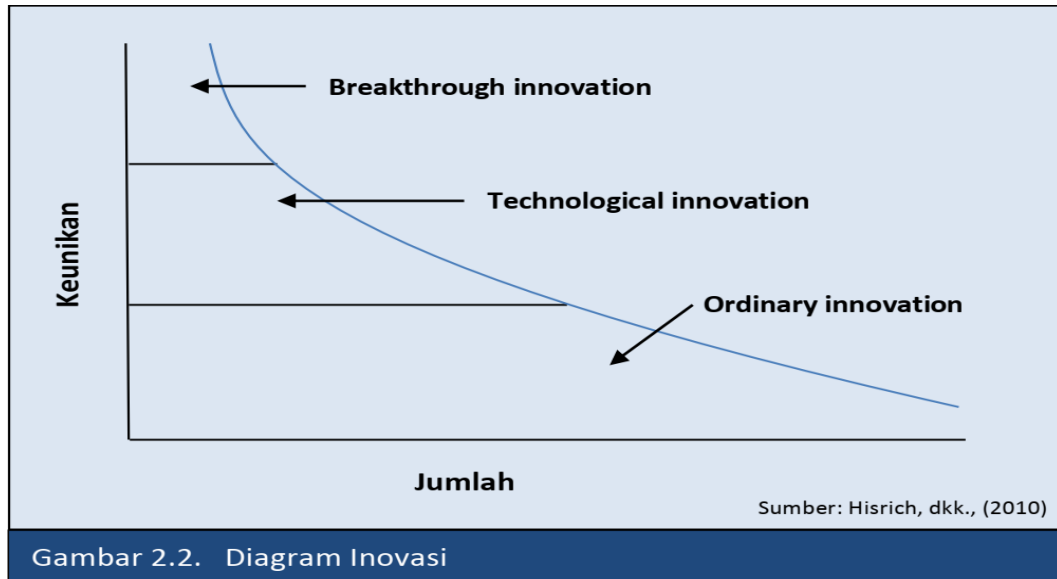 Breakthrough innovation
Technological innovation
Keunikan
Ordinary innovation
Jumlah
Sumber: Hisrich, dkk., (2010)
Gambar 2.2. Diagram Inovasi